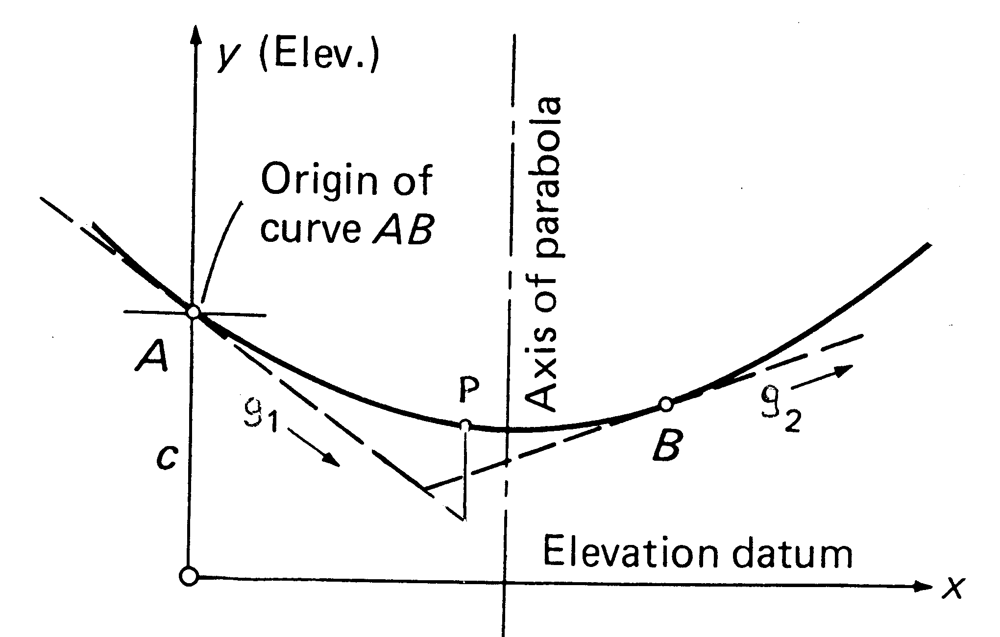 y (Elev.)
Axis of parabola
Origin of
curve AB
A
P
g1
g2
B
c
Elevation datum
x